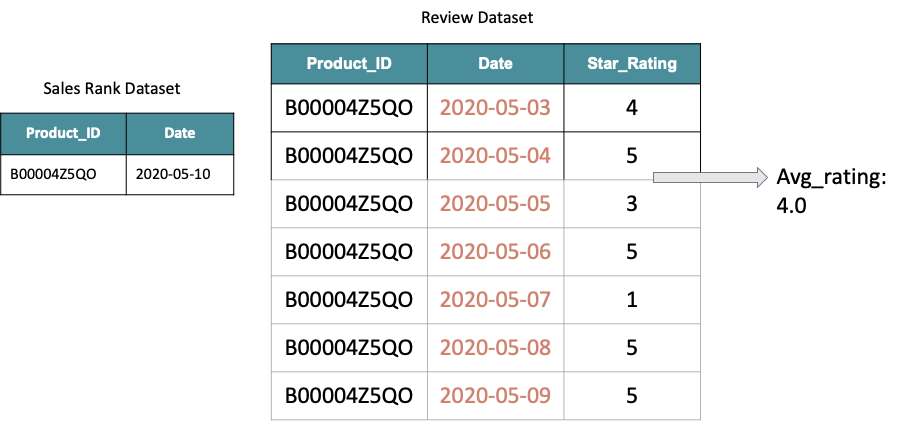 Review Dataset
Sales Rank Dataset
Product_ID Date
B00004Z5QO 2020-05-10
Product_ID Date Star_Rating
B00004Z5QO 2020-05-03 4
B00004Z5QO 2020-05-04 5
B00004Z5QO 2020-05-05 3
B00004Z5QO 2020-05-06 5
B00004Z5QO 2020-05-07 1
B00004Z5QO 2020-05-08 5
B00004Z5QO 2020-05-09 5
Avg_rating:
4.0